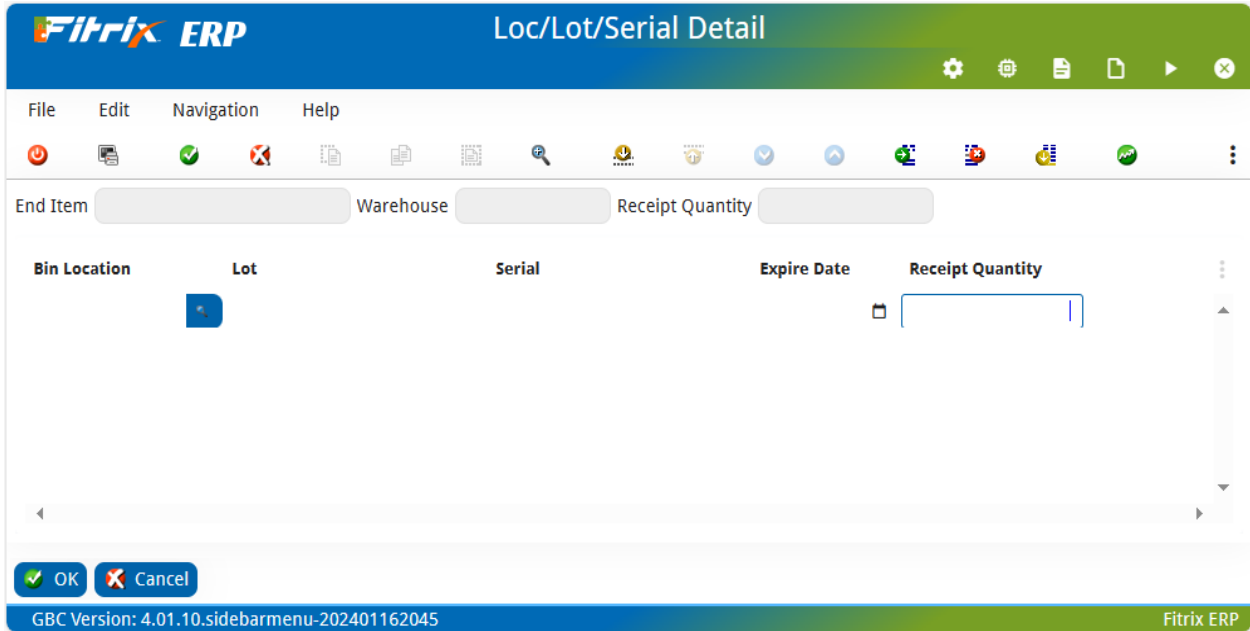 Fitrix ERP
Loc/Lot/Serial Detail
File Edit Navigation Help
End Item Warehouse Receipt Quantity
Bin Location Lot Serial Expire Date Receipt Quantity
OK Cancel
GBC Version: 4.01.10.sidebarmenu-202401162045 Fitrix ERP